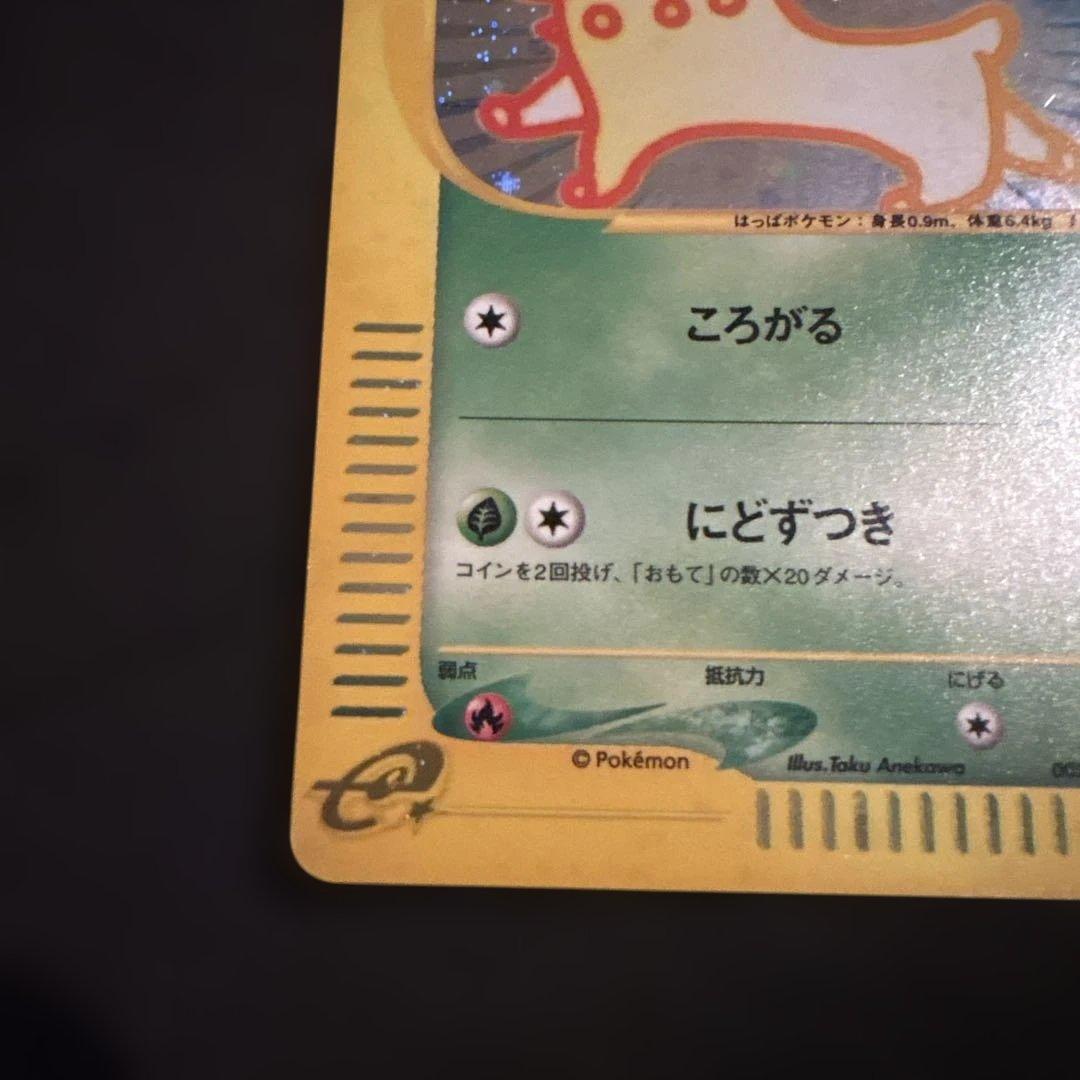 はっぱポケモン：身長0.9m、体重6.4kg
ころがる
にどずつき
コインを2回投げ、「おもて」の数×20ダメージ。
弱点 抵抗力 にげる
© Pokémon Illus.Taku Anekawa
e